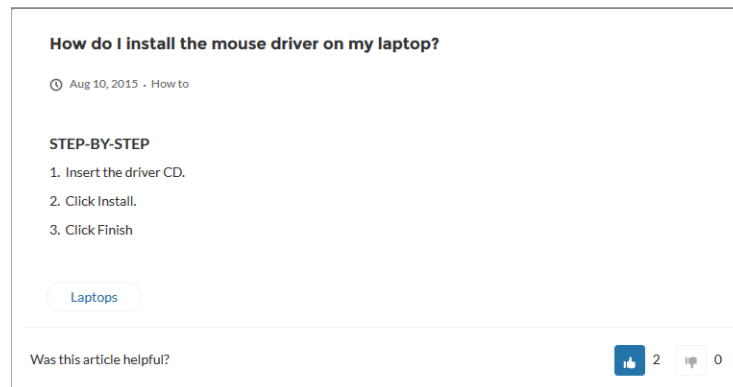 How do I install the mouse driver on my laptop?
Aug 10, 2015 • How to
STEP-BY-STEP
1. Insert the driver CD.
2. Click Install.
3. Click Finish
Laptops
Was this article helpful? 2 0